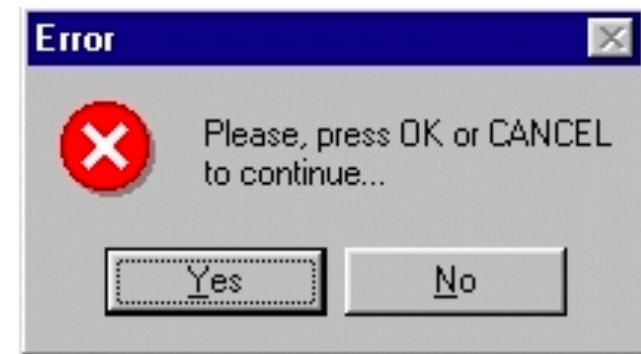 Error
Please, press OK or CANCEL
to continue...
Yes No